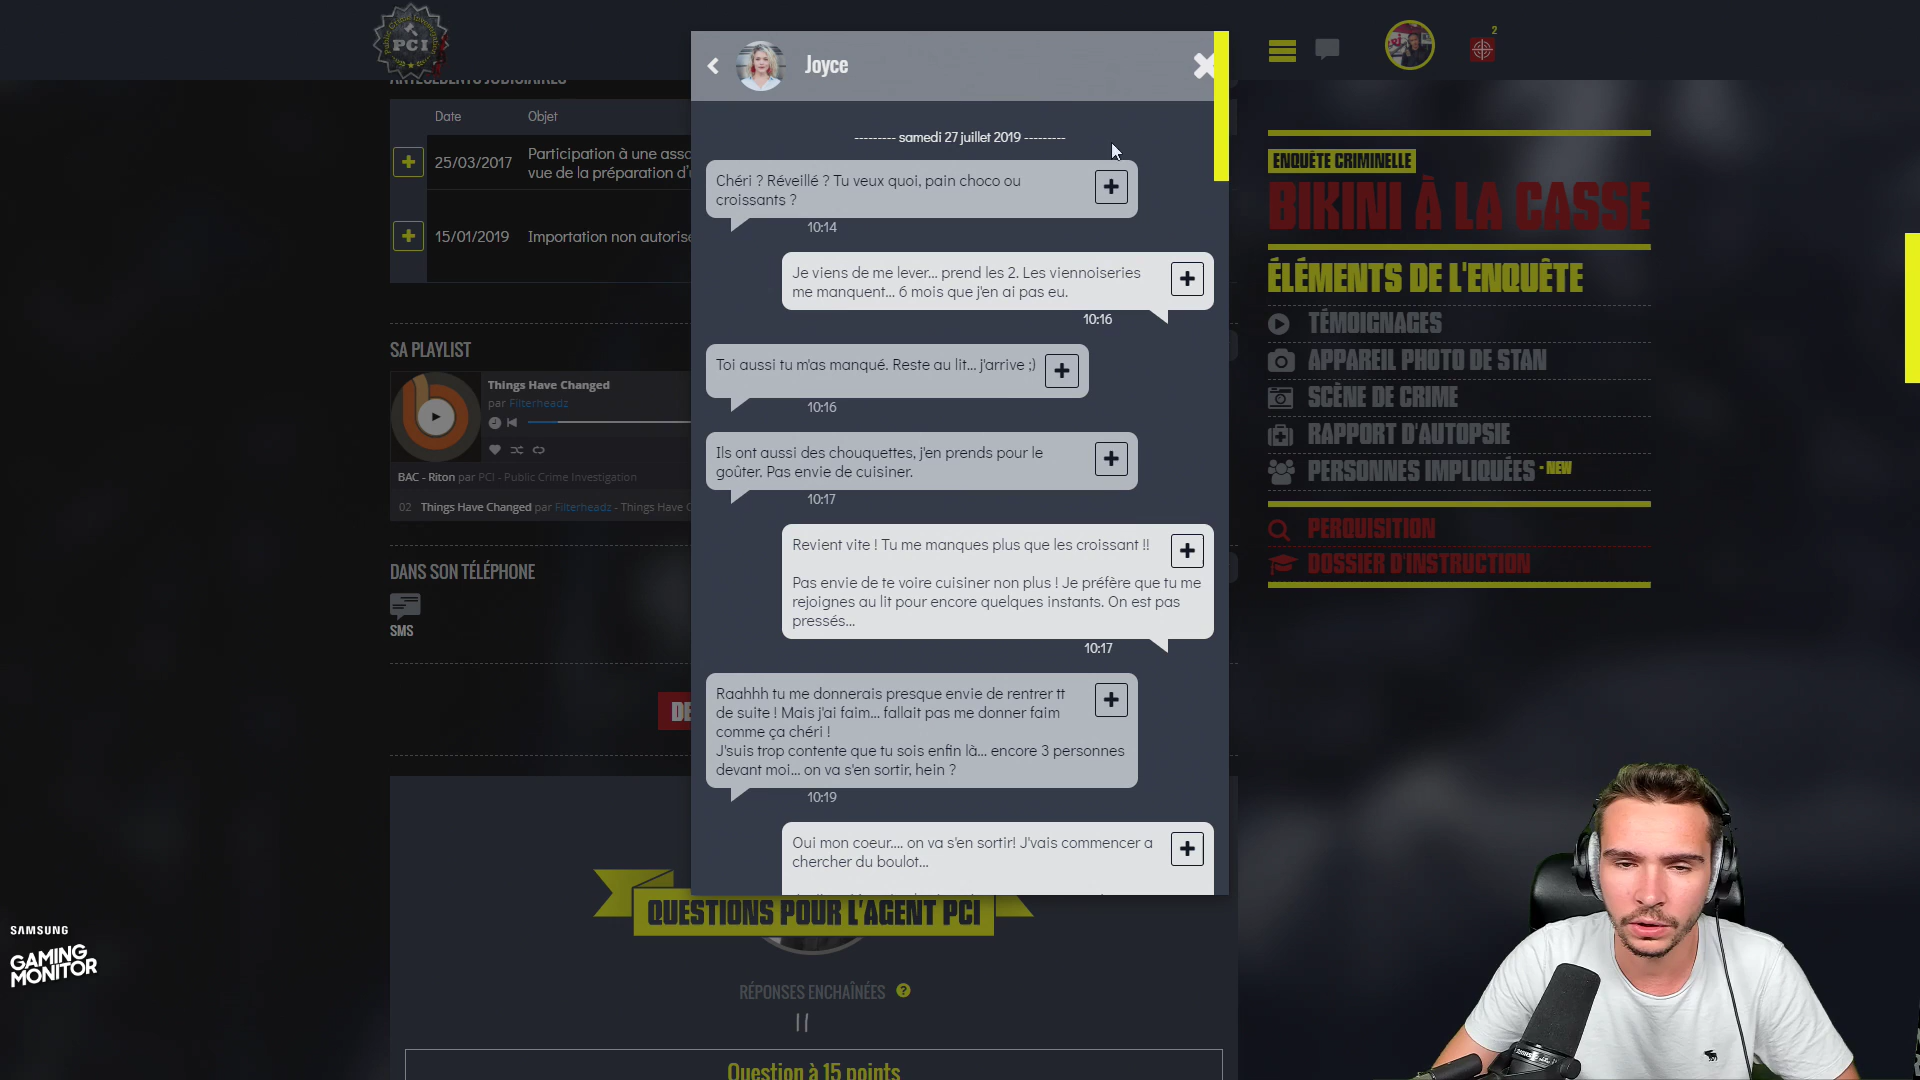 PCI
2
ANTÉCÉDENTS JUDICIAIRES
Date
Objet
25/03/2017
Participation à une asso
vue de la préparation d'u
15/01/2019
Importation non autorisé
SA PLAYLIST
Things Have Changed
par Filterheadz
BAC - Riton par PCI - Public Crime Investigation
02 Things Have Changed par Filterheadz - Things Have C
DANS SON TÉLÉPHONE
SMS
DE
Joyce
--------- samedi 27 juillet 2019 ---------
Chéri ? Réveillé ? Tu veux quoi, pain choco ou
croissants ?
10:14
Je viens de me lever... prend les 2. Les viennoiseries
me manquent... 6 mois que j'en ai pas eu.
10:16
Toi aussi tu m'as manqué. Reste au lit... j'arrive ;)
10:16
Ils ont aussi des chouquettes, j'en prends pour le
goûter. Pas envie de cuisiner.
10:17
Revient vite ! Tu me manques plus que les croissant !!
Pas envie de te voire cuisiner non plus ! Je préfère que tu me
rejoignes au lit pour encore quelques instants. On est pas
pressés...
10:17
Raahhh tu me donnerais presque envie de rentrer tt
de suite ! Mais j'ai faim... fallait pas me donner faim
comme ça chéri !
J'suis trop contente que tu sois enfin là... encore 3 personnes
devant moi... on va s'en sortir, hein ?
10:19
Oui mon coeur.... on va s'en sortir! J'vais commencer a
chercher du boulot...
QUESTIONS POUR L'AGENT PCI
RÉPONSES ENCHAÎNÉES ?
Question à 15 points
ENQUÊTE CRIMINELLE
BIKINI À LA CASSE
ÉLÉMENTS DE L'ENQUÊTE
TÉMOIGNAGES
APPAREIL PHOTO DE STAN
SCÈNE DE CRIME
RAPPORT D'AUTOPSIE
PERSONNES IMPLIQUÉES - NEW
PERQUISITION
DOSSIER D'INSTRUCTION
SAMSUNG
GAMING
MONITOR